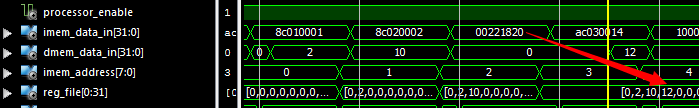 processor_enable 1
imem_data_in[31:0] ac 8c010001 8c020002 00221820 ac030014 1000
dmem_data_in[31:0] 0 0 2 10 0 12
imem_address[7:0] 3 0 1 2 3 4
reg_file[0:31] [0 [0,0,0,0,0,0,... [0,2,0,0,0,0,... [0,2,10,0,0,0,... [0,2,10,12,0,0,0